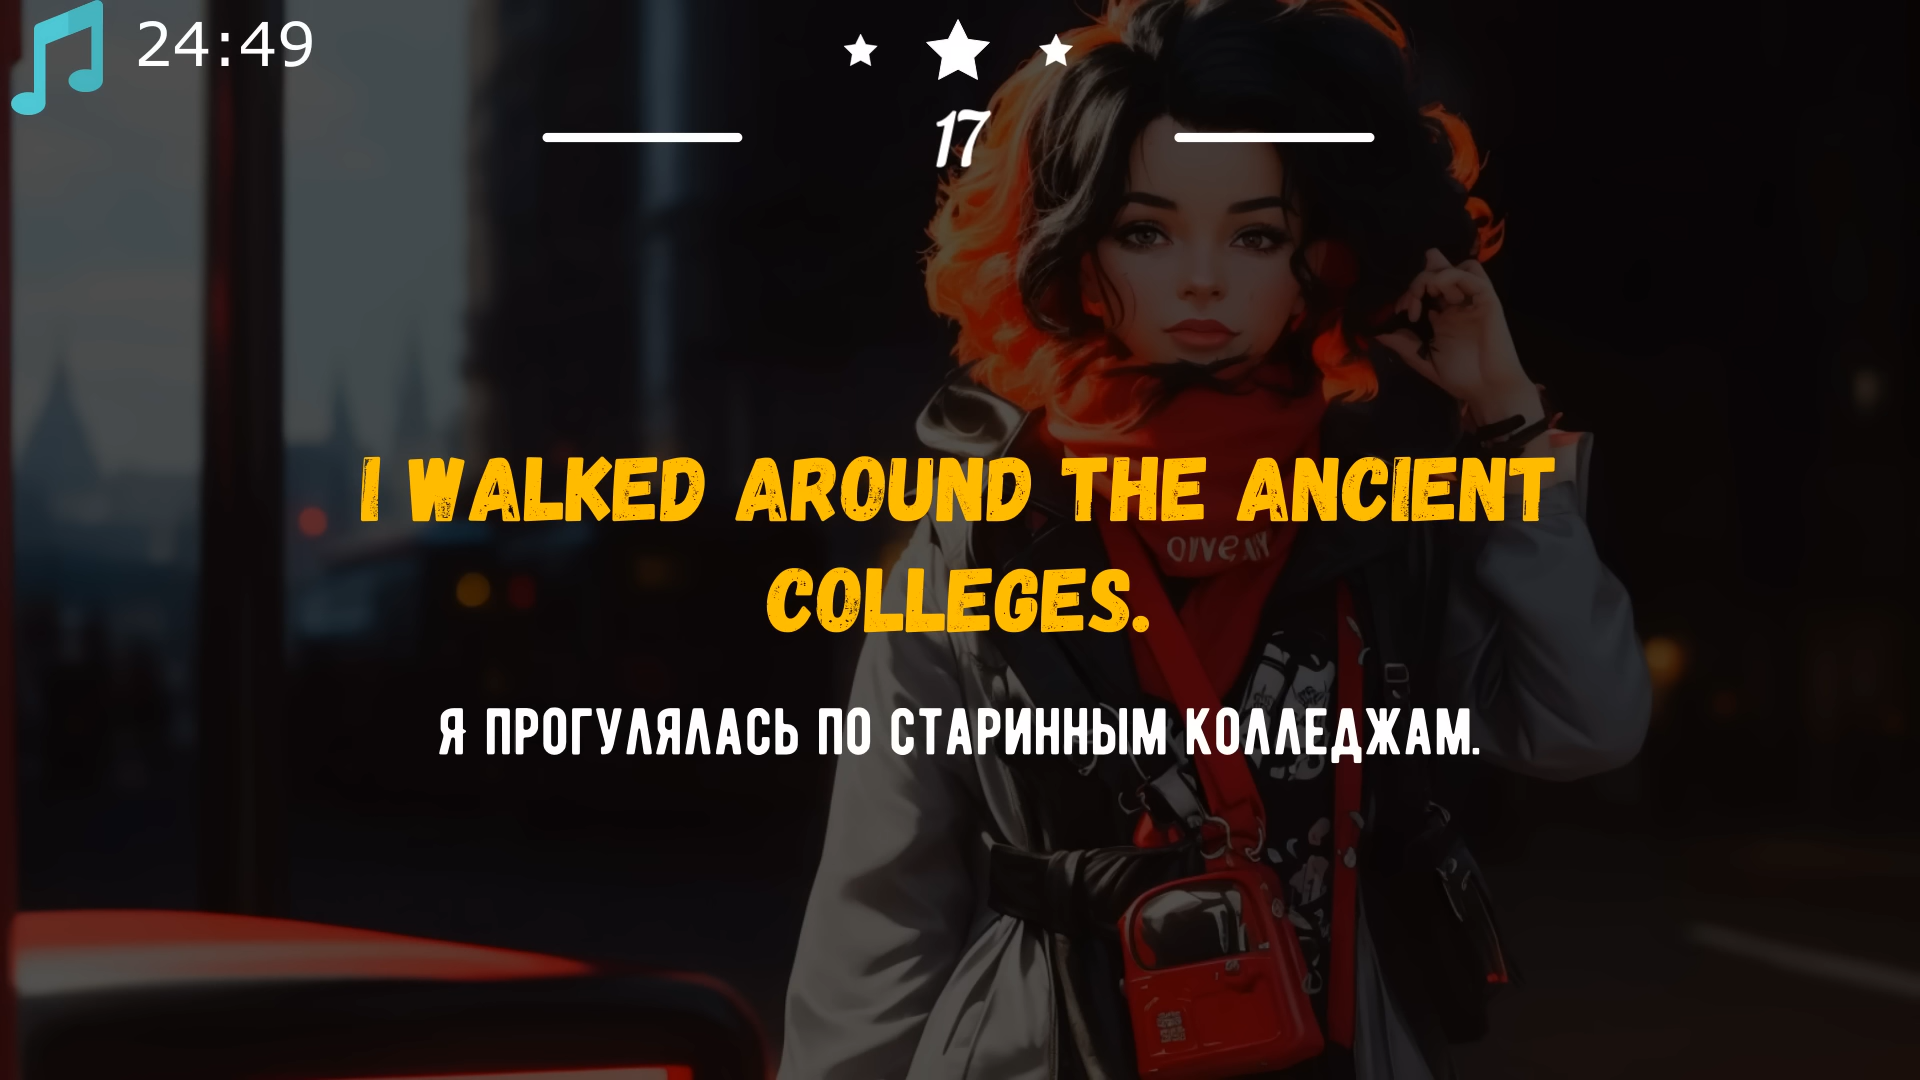 24:49
17
I WALKED AROUND THE ANCIENT
COLLEGES.
Я ПРОГУЛЯЛАСЬ ПО СТАРИННЫМ КОЛЛЕДЖАМ.